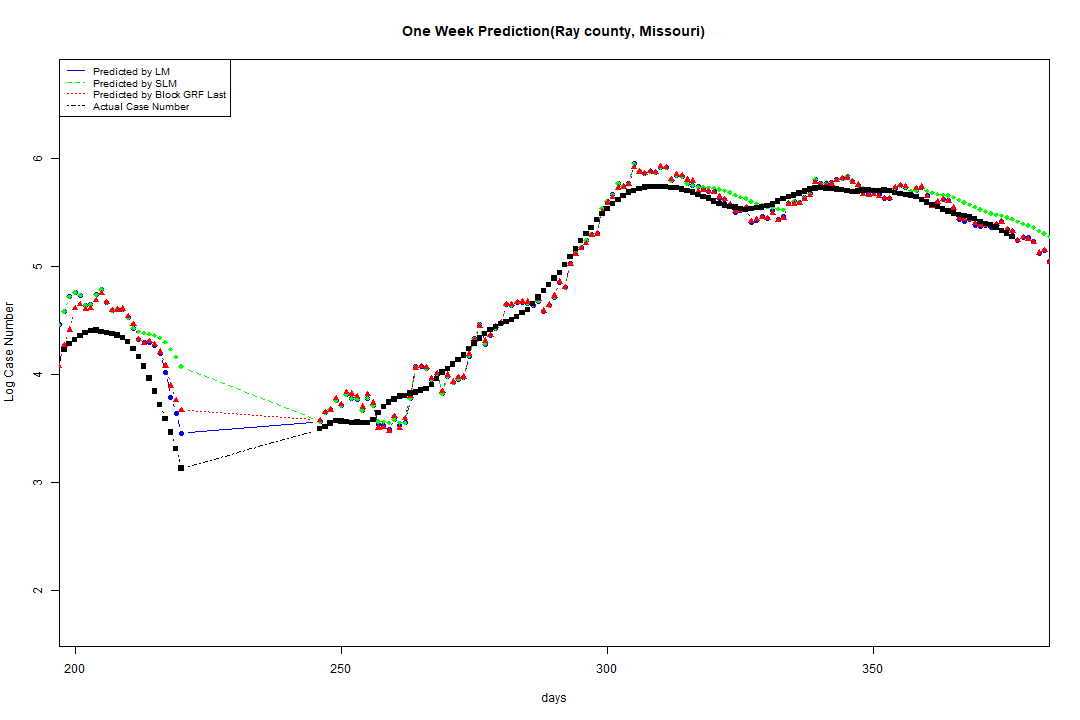 One Week Prediction(Ray county, Missouri)
Predicted by LM
Predicted by SLM
Predicted by Block GRF Last
Actual Case Number
6
5
4
3
2
Log Case Number
200 250 300 350
days